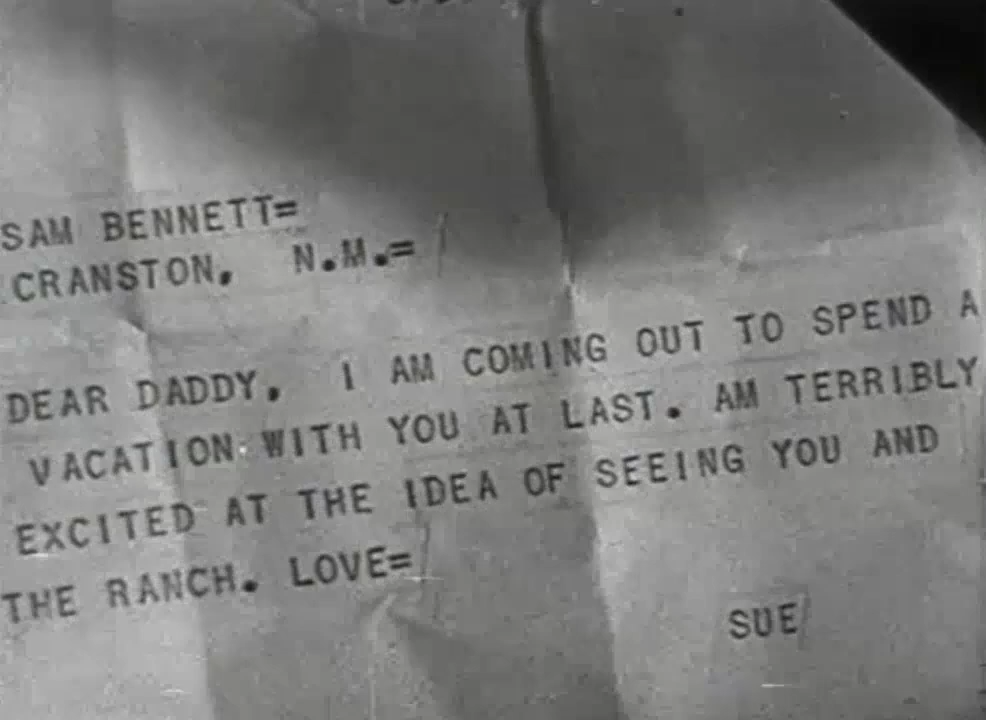 SAM BENNETT=
CRANSTON, N.M.=
DEAR DADDY, I AM COMING OUT TO SPEND A
VACATION WITH YOU AT LAST. AM TERRIBLY
EXCITED AT THE IDEA OF SEEING YOU AND
THE RANCH. LOVE=
SUE